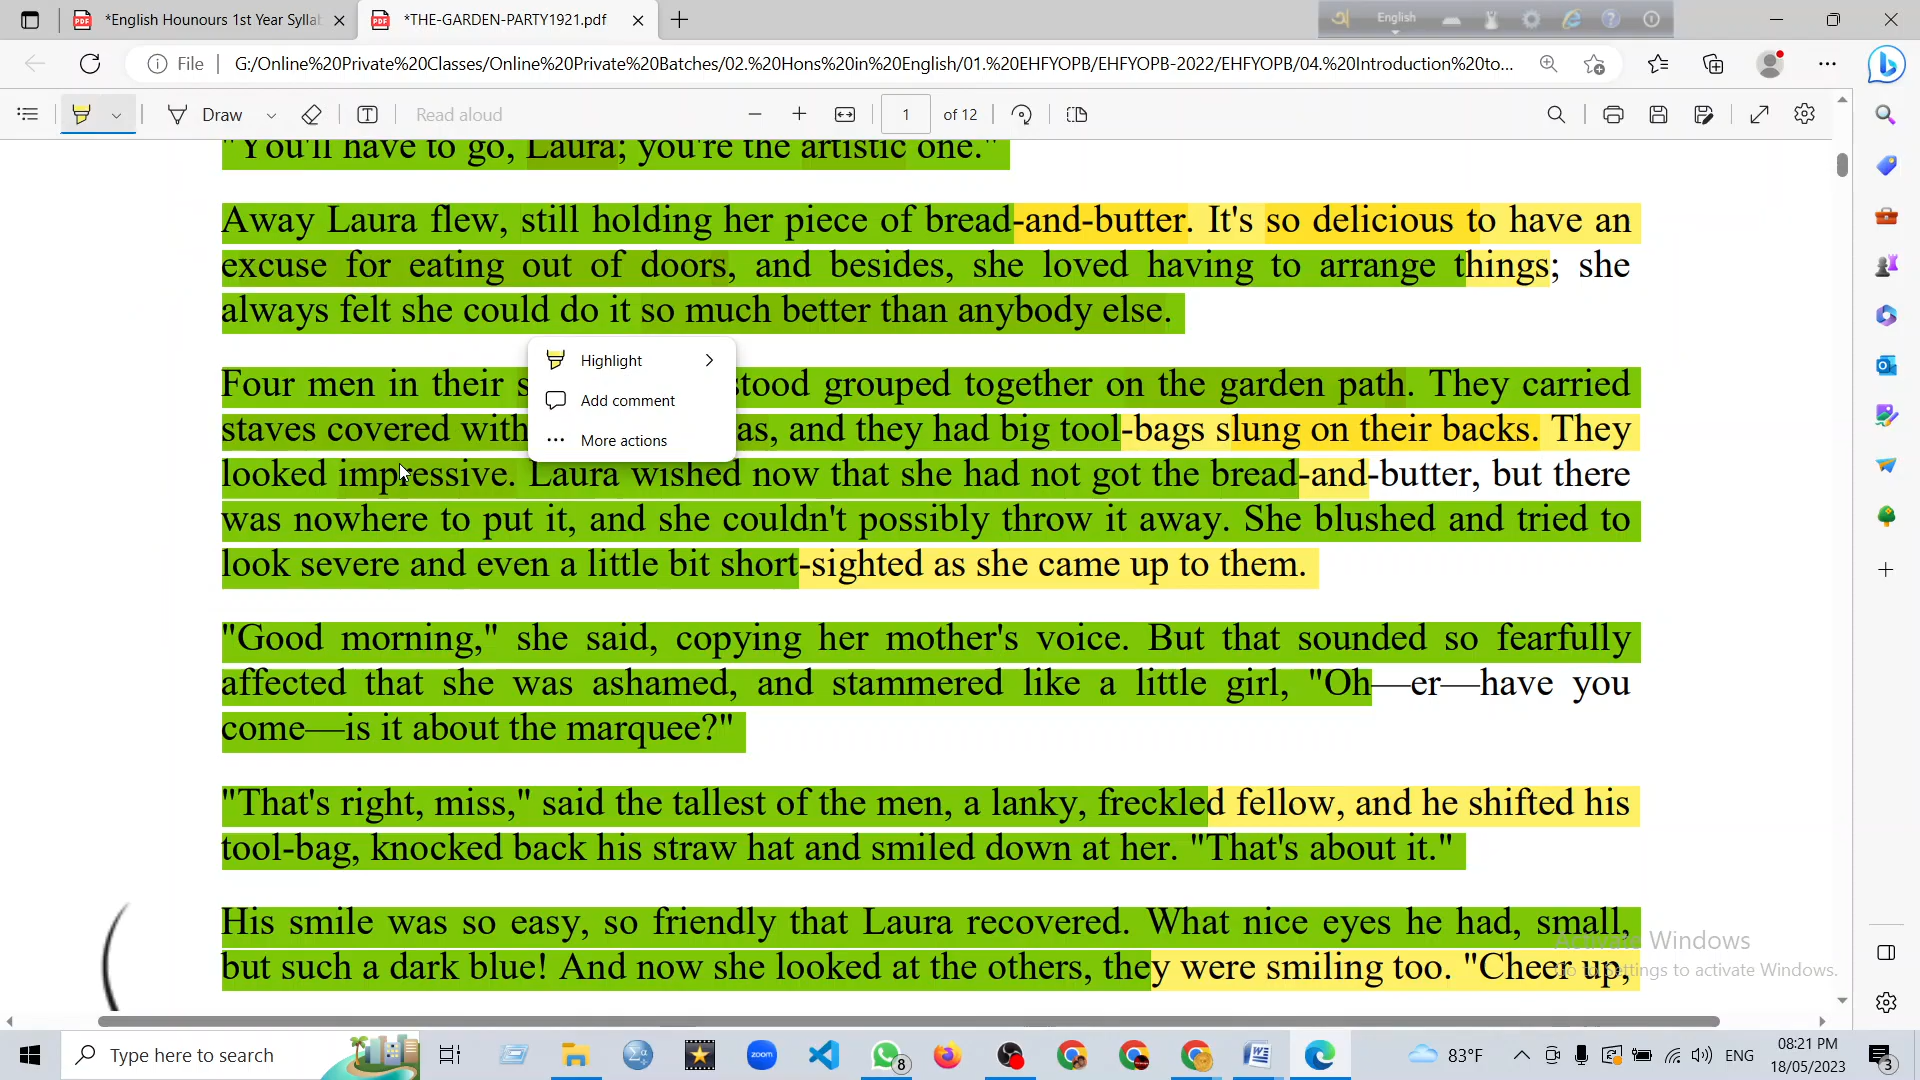 *English Hounours 1st Year Sylla
*THE-GARDEN-PARTY1921.pdf
English
File
G:/Online%20Private%20Classes/Online%20Private%20Batches/02.%20Hons%20in%20English/01.%20EHFYOPB/EHFYOPB-2022/EHFYOPB/04.%20Introduction%20to...
Draw
Read aloud
1
of 12
"You'll have to go, Laura; you're the artistic one."
Away Laura flew, still holding her piece of bread-and-butter. It's so delicious to have an
excuse for eating out of doors, and besides, she loved having to arrange things; she
always felt she could do it so much better than anybody else.
Highlight
Add comment
More actions
Four men in their s stood grouped together on the garden path. They carried
staves covered with as, and they had big tool-bags slung on their backs. They
looked impressive. Laura wished now that she had not got the bread-and-butter, but there
was nowhere to put it, and she couldn't possibly throw it away. She blushed and tried to
look severe and even a little bit short-sighted as she came up to them.
"Good morning," she said, copying her mother's voice. But that sounded so fearfully
affected that she was ashamed, and stammered like a little girl, "Oh—er—have you
come—is it about the marquee?"
"That's right, miss," said the tallest of the men, a lanky, freckled fellow, and he shifted his
tool-bag, knocked back his straw hat and smiled down at her. "That's about it."
His smile was so easy, so friendly that Laura recovered. What nice eyes he had, small,
but such a dark blue! And now she looked at the others, they were smiling too. "Cheer up,
Activate Windows
Go to Settings to activate Windows.
Type here to search
zoom
8
83°F
ENG
08:21 PM
18/05/2023
3